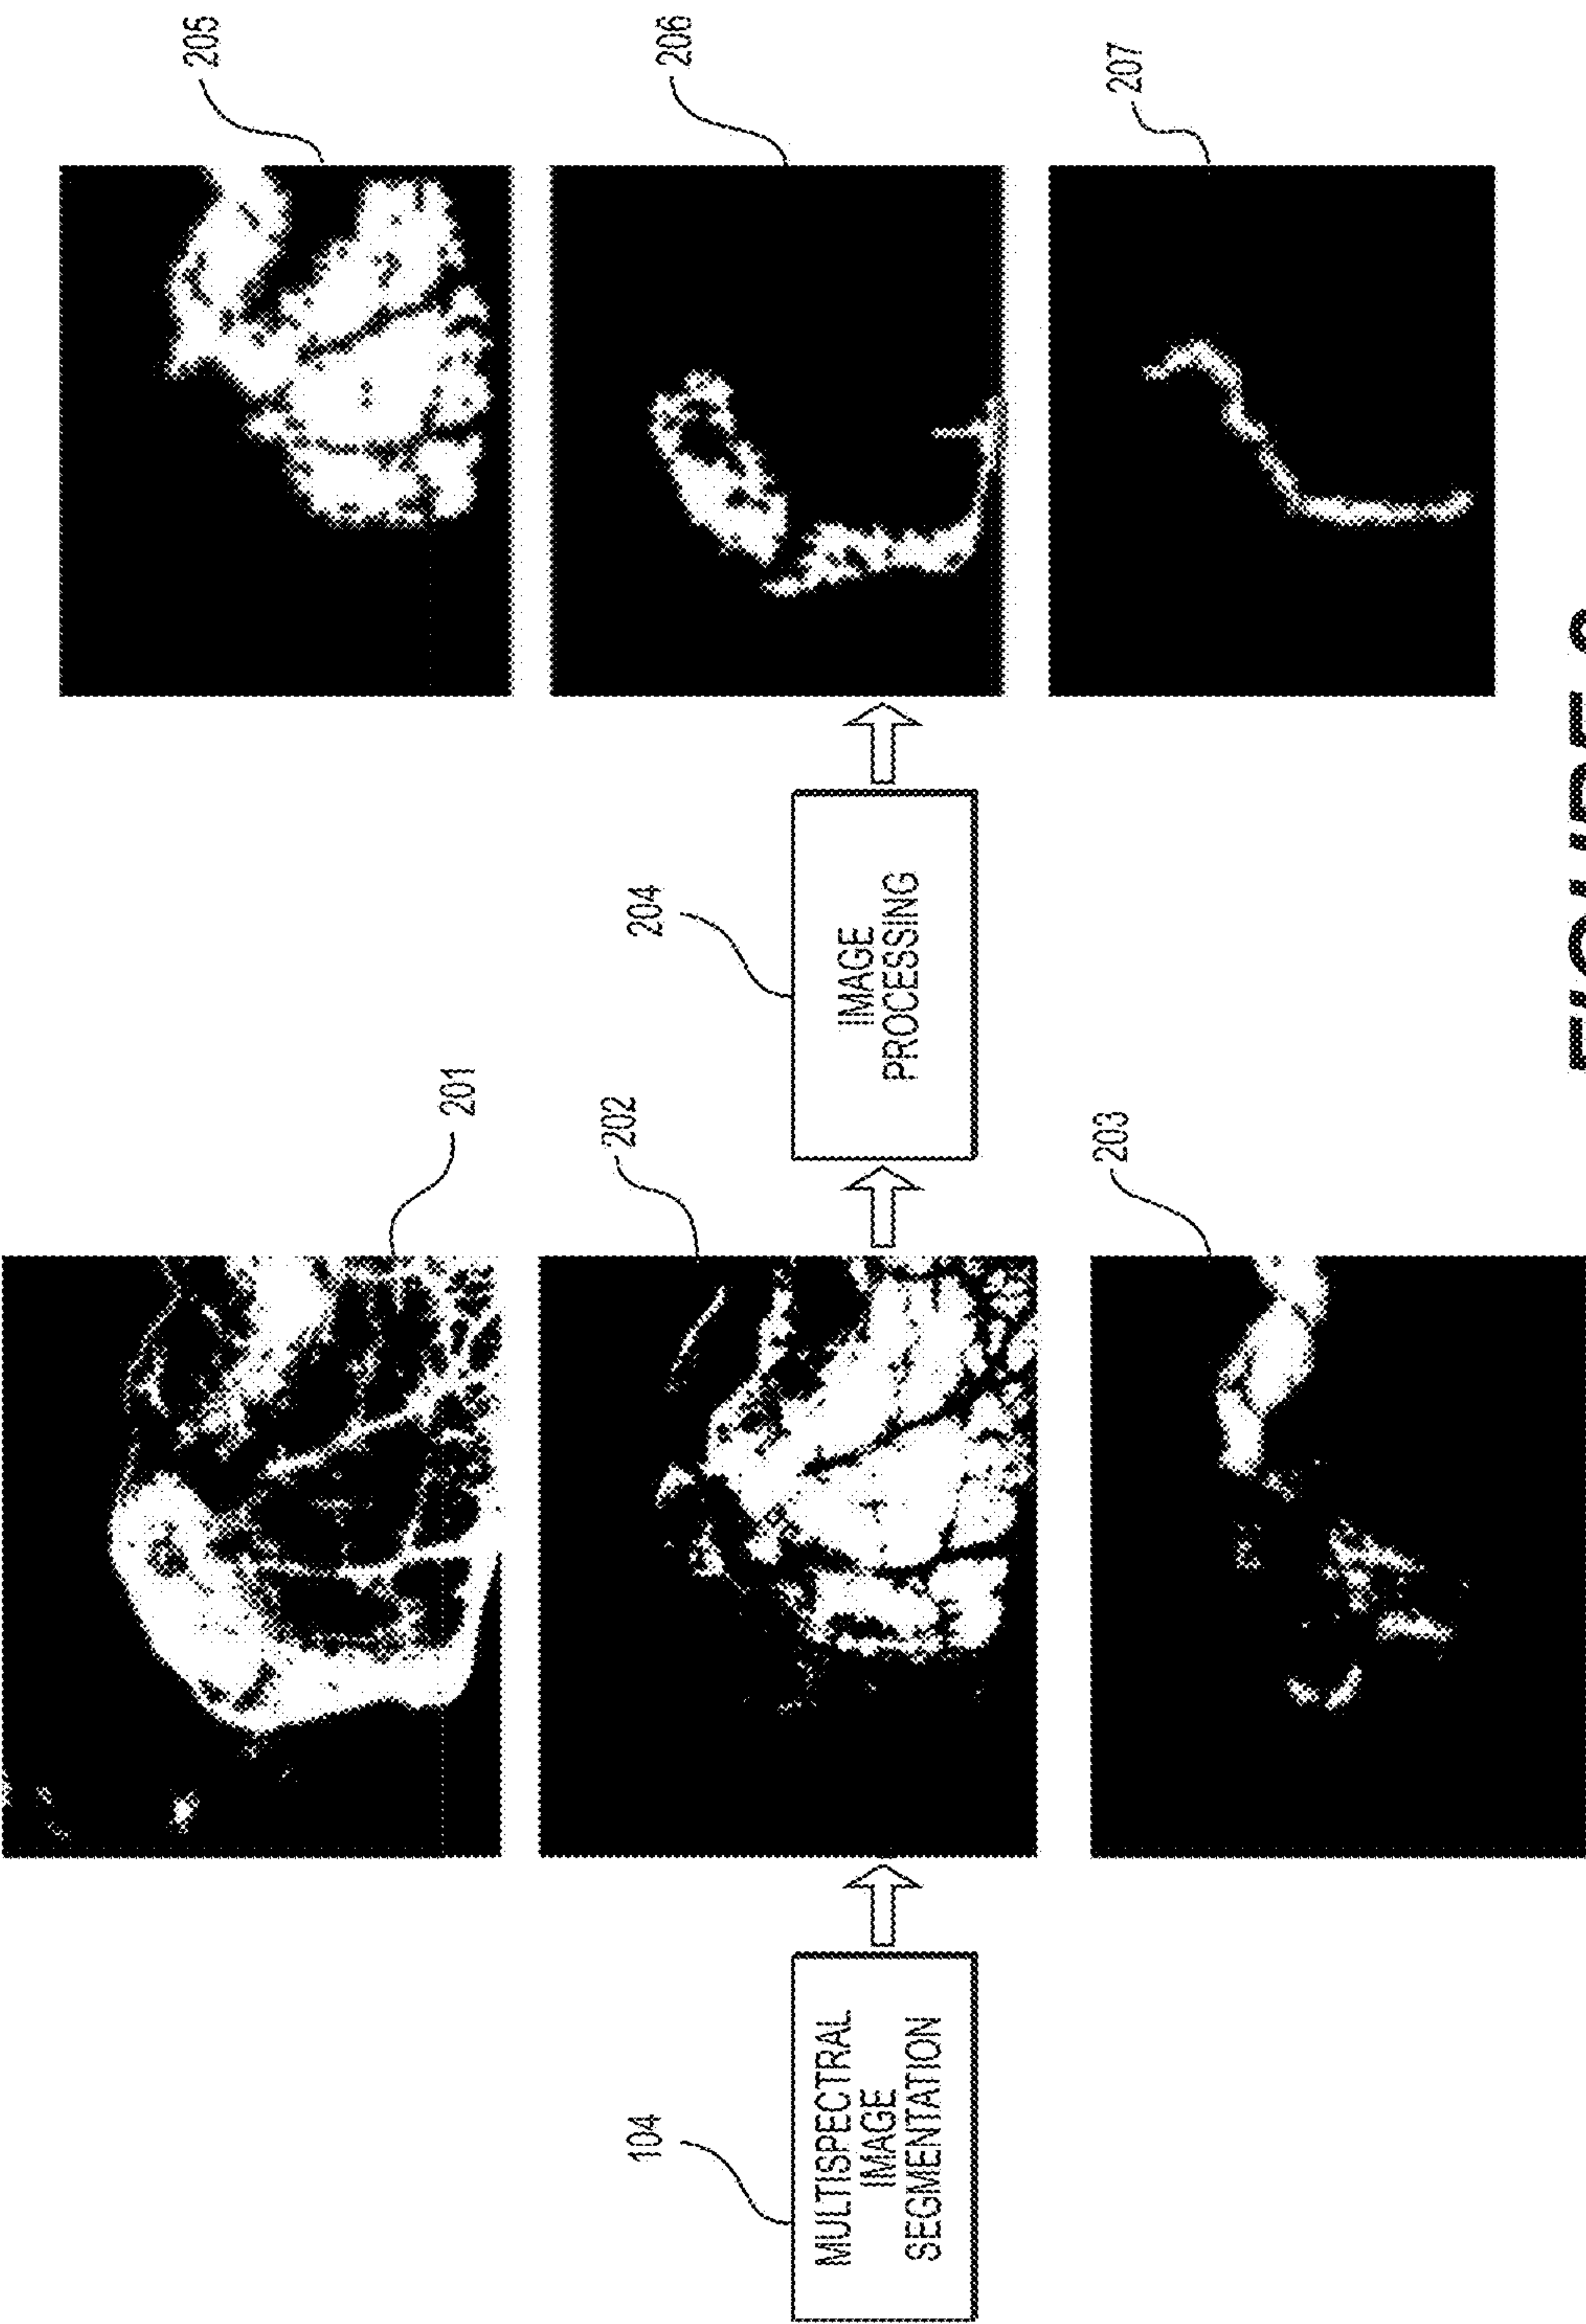 104
MULTISPECTRAL
IMAGE
SEGMENTATION
201
202
203
204
IMAGE
PROCESSING
205
206
207